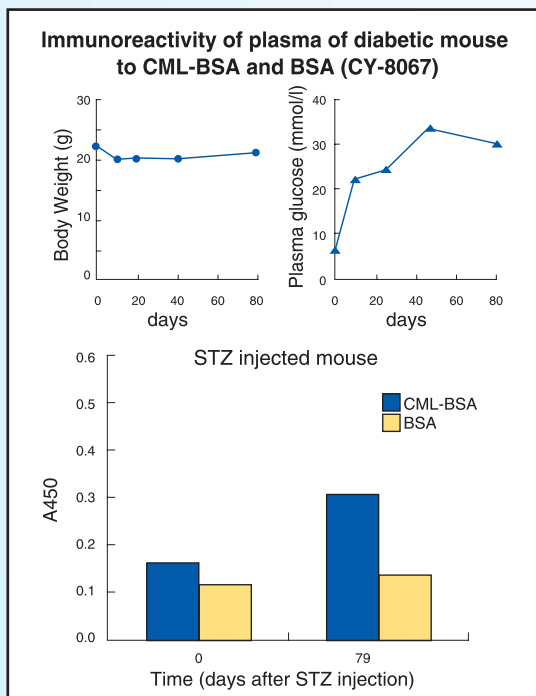 Immunoreactivity of plasma of diabetic mouse
to CML-BSA and BSA (CY-8067)
Body Weight (g)
30
20
10
0
0 20 40 60 80
days
Plasma glucose (mmol/l)
40
30
20
10
0
0 20 40 60 80
days
STZ injected mouse
CML-BSA
BSA
A450
0.6
0.5
0.4
0.3
0.2
0.1
0.0
0 79
Time (days after STZ injection)